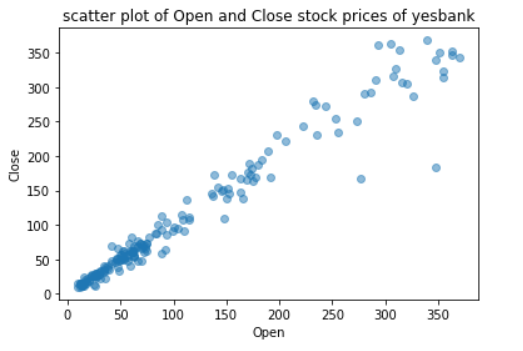 scatter plot of Open and Close stock prices of yesbank
350
300
250
200
150
100
50
0
Close
0 50 100 150 200 250 300 350
Open